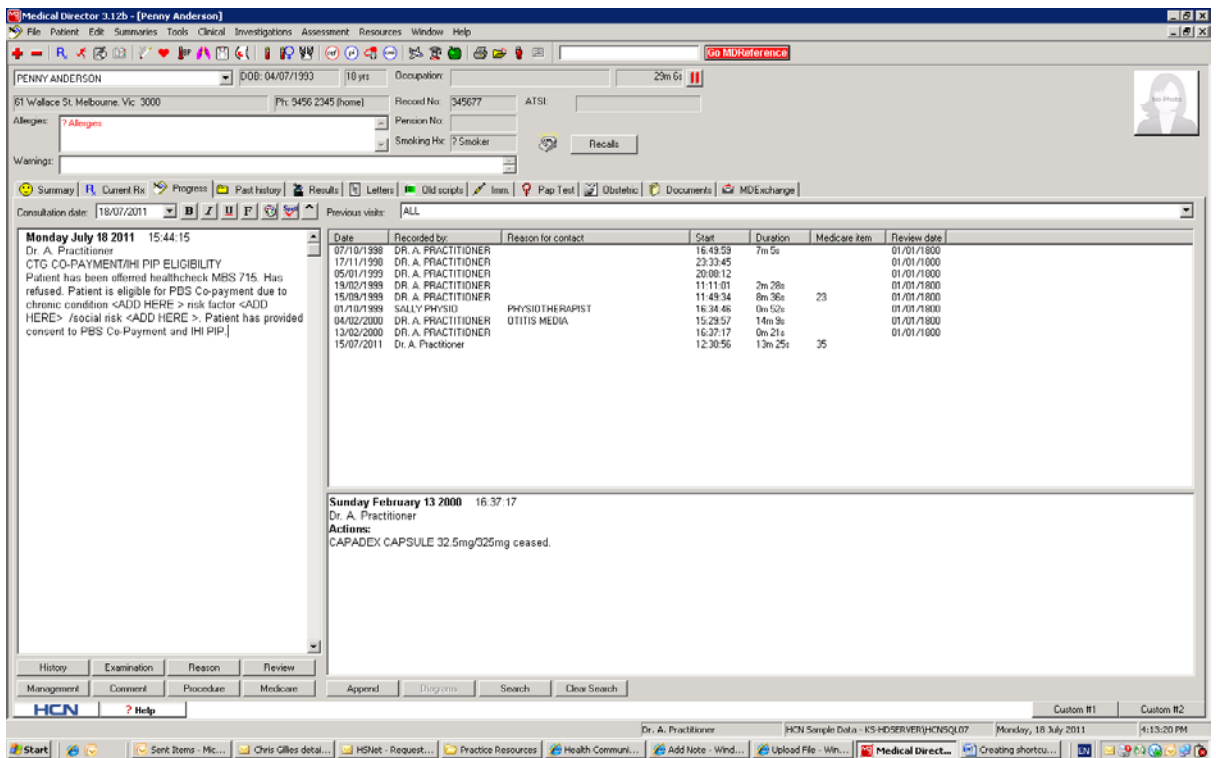 Medical Director 3.12b - [Penny Anderson]
File Patient Edit Summaries Tools Clinical Investigations Assessment Resources Window Help
Go MDReference
PENNY ANDERSON DOB: 04/07/1993 18 yrs Occupation: 29m 6s
61 Wallace St. Melbourne. Vic 3000 Ph: 9456 2345 (home) Record No: 345677 ATSI:
No Photo
Allergies: ? Allergies Pension No:
Smoking Hx: ? Smoker Recalls
Warnings:
Summary Current Rx Progress Past history Results Letters Old scripts Imm. Pap Test Obstetric Documents MDExchange
Consultation date: 18/07/2011 B I U F Previous visits: ALL
Monday July 18 2011 15:44:15
Dr. A. Practitioner
CTG CO-PAYMENT/IHI PIP ELIGIBILITY
Patient has been offered healthcheck MBS 715. Has
refused. Patient is eligible for PBS Co-payment due to
chronic condition <ADD HERE > risk factor <ADD
HERE> /social risk <ADD HERE >. Patient has provided
consent to PBS Co-Payment and IHI PIP.
Date Recorded by: Reason for contact Start Duration Medicare item Review date
07/10/1998 DR. A. PRACTITIONER 16:49:59 7m 5s 01/01/1800
17/11/1998 DR. A. PRACTITIONER 23:33:45 01/01/1800
05/01/1999 DR. A. PRACTITIONER 20:08:12 01/01/1800
19/02/1999 DR. A. PRACTITIONER 11:11:01 2m 28s 01/01/1800
15/09/1999 DR. A. PRACTITIONER 11:49:34 8m 36s 23 01/01/1800
01/10/1999 SALLY PHYSIO PHYSIOTHERAPIST 16:34:46 0m 52s 01/01/1800
04/02/2000 DR. A. PRACTITIONER OTITIS MEDIA 15:29:57 14m 9s 01/01/1800
13/02/2000 DR. A. PRACTITIONER 16:37:17 0m 21s 01/01/1800
15/07/2011 Dr. A. Practitioner 12:30:56 13m 25s 35
Sunday February 13 2000 16:37:17
Dr. A. Practitioner
Actions:
CAPADEX CAPSULE 32.5mg/325mg ceased.
History Examination Reason Review
Management Comment Procedure Medicare Append Diagrams Search Clear Search
HCN ? Help Custom #1 Custom #2
Dr. A. Practitioner HCN Sample Data - KS-HDSERVER\HCNSQL07 Monday, 18 July 2011 4:13:20 PM
Start Sent Items - Mic... Chris Gilles detai... HSNet - Request... Practice Resources Health Communi... Add Note - Wind... Upload File - Win... Medical Direct... Creating shortcu... EN